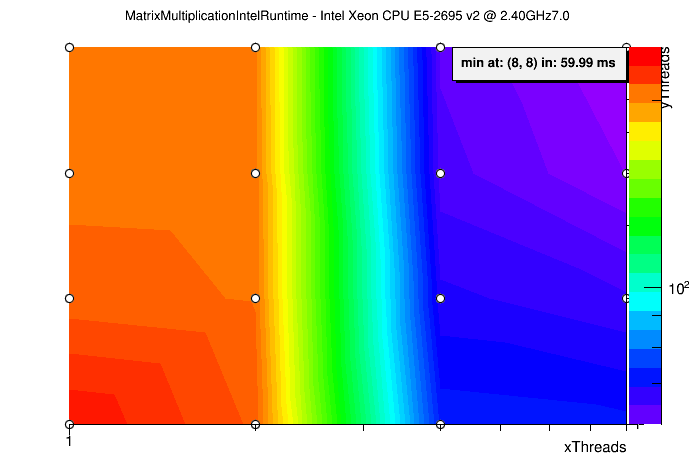 MatrixMultiplicationIntelRuntime - Intel Xeon CPU E5-2695 v2 @ 2.40GHz7.0
min at: (8, 8) in: 59.99 ms
yThreads
10²
1
xThreads